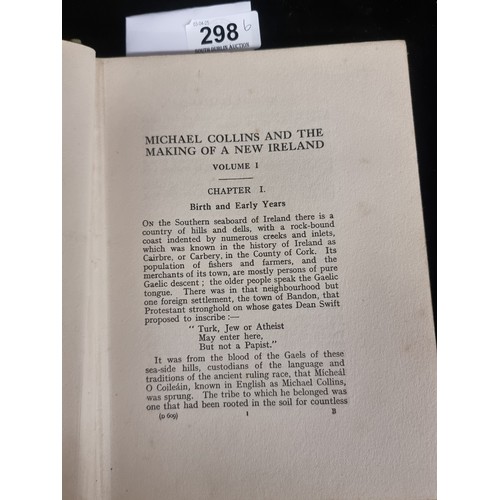 298 6
SOUTH DUBLIN AUCTION
MICHAEL COLLINS AND THE
MAKING OF A NEW IRELAND
VOLUME I
CHAPTER I.
Birth and Early Years
ON the Southern seaboard of Ireland there is a
country of hills and dells, with a rock-bound
coast indented by numerous creeks and inlets,
which was known in the history of Ireland as
Cairbre, or Carbery, in the County of Cork. Its
population of fishers and farmers, and the
merchants of its town, are mostly persons of pure
Gaelic descent ; the older people speak the Gaelic
tongue. There was in that neighbourhood but
one foreign settlement, the town of Bandon, that
Protestant stronghold on whose gates Dean Swift
proposed to inscribe :—
" Turk, Jew or Atheist
May enter here,
But not a Papist."
It was from the blood of the Gaels of these
sea-side hills, custodians of the language and
traditions of the ancient ruling race, that Micheál
O Coileáin, known in English as Michael Collins,
was sprung. The tribe to which he belonged was
one that had been rooted in the soil for countless
(D 609) 1 B